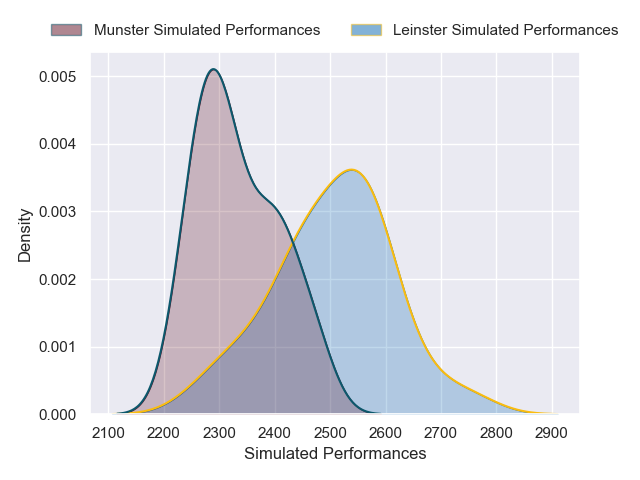 Munster Simulated Performances Leinster Simulated Performances
0.005
0.004
0.003
0.002
0.001
0.000
Density
2100 2200 2300 2400 2500 2600 2700 2800 2900
Simulated Performances